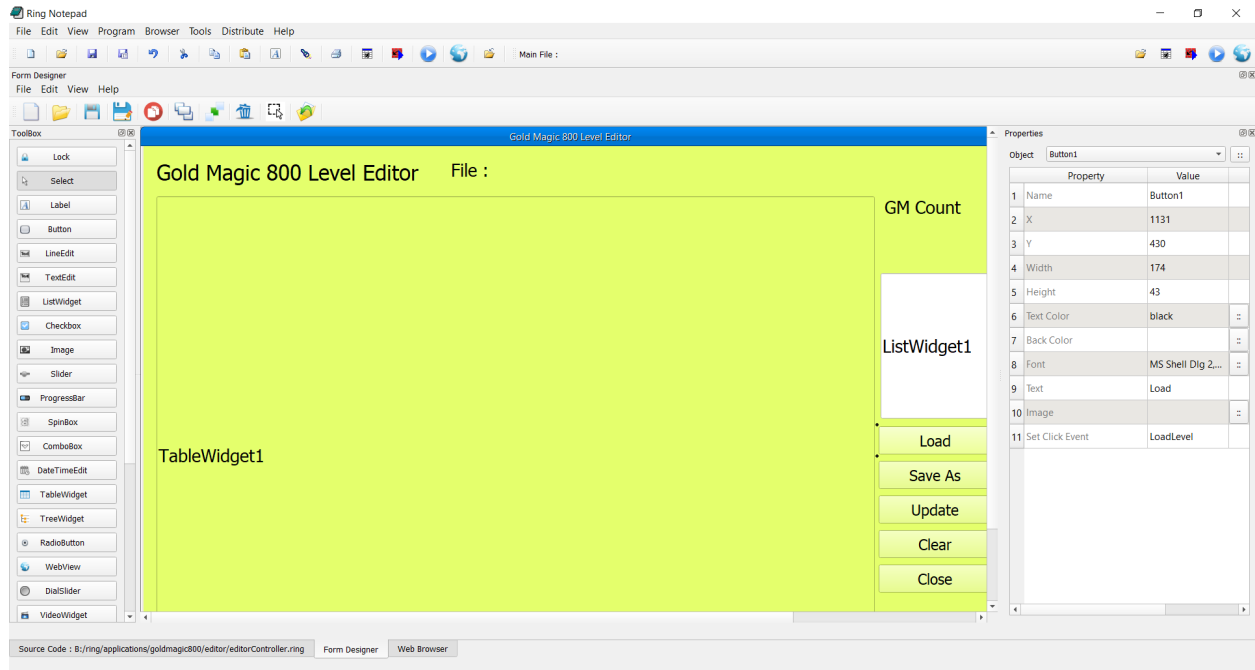 Ring Notepad
File Edit View Program Browser Tools Distribute Help
Main File :
Form Designer
File Edit View Help
ToolBox
Lock
Select
Label
Button
LineEdit
TextEdit
ListWidget
Checkbox
Image
Slider
ProgressBar
SpinBox
ComboBox
DateTimeEdit
TableWidget
TreeWidget
RadioButton
WebView
DialSlider
VideoWidget
Gold Magic 800 Level Editor
Gold Magic 800 Level Editor
File :
GM Count
TableWidget1
ListWidget1
Load
Save As
Update
Clear
Close
Properties
Object Button1 ::
Property Value
1 Name Button1
2 X 1131
3 Y 430
4 Width 174
5 Height 43
6 Text Color black ::
7 Back Color ::
8 Font MS Shell Dlg 2,... ::
9 Text Load
10 Image ::
11 Set Click Event LoadLevel
Source Code : B:/ring/applications/goldmagic800/editor/editorController.ring Form Designer Web Browser